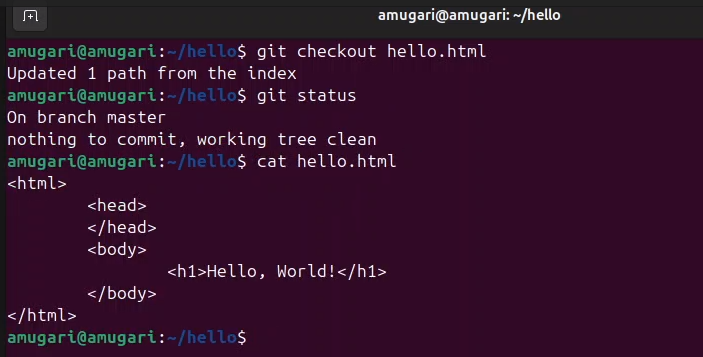 amugari@amugari: ~/hello
amugari@amugari:~/hello$ git checkout hello.html
Updated 1 path from the index
amugari@amugari:~/hello$ git status
On branch master
nothing to commit, working tree clean
amugari@amugari:~/hello$ cat hello.html
<html>
        <head>
        </head>
        <body>
                <h1>Hello, World!</h1>
        </body>
</html>
amugari@amugari:~/hello$